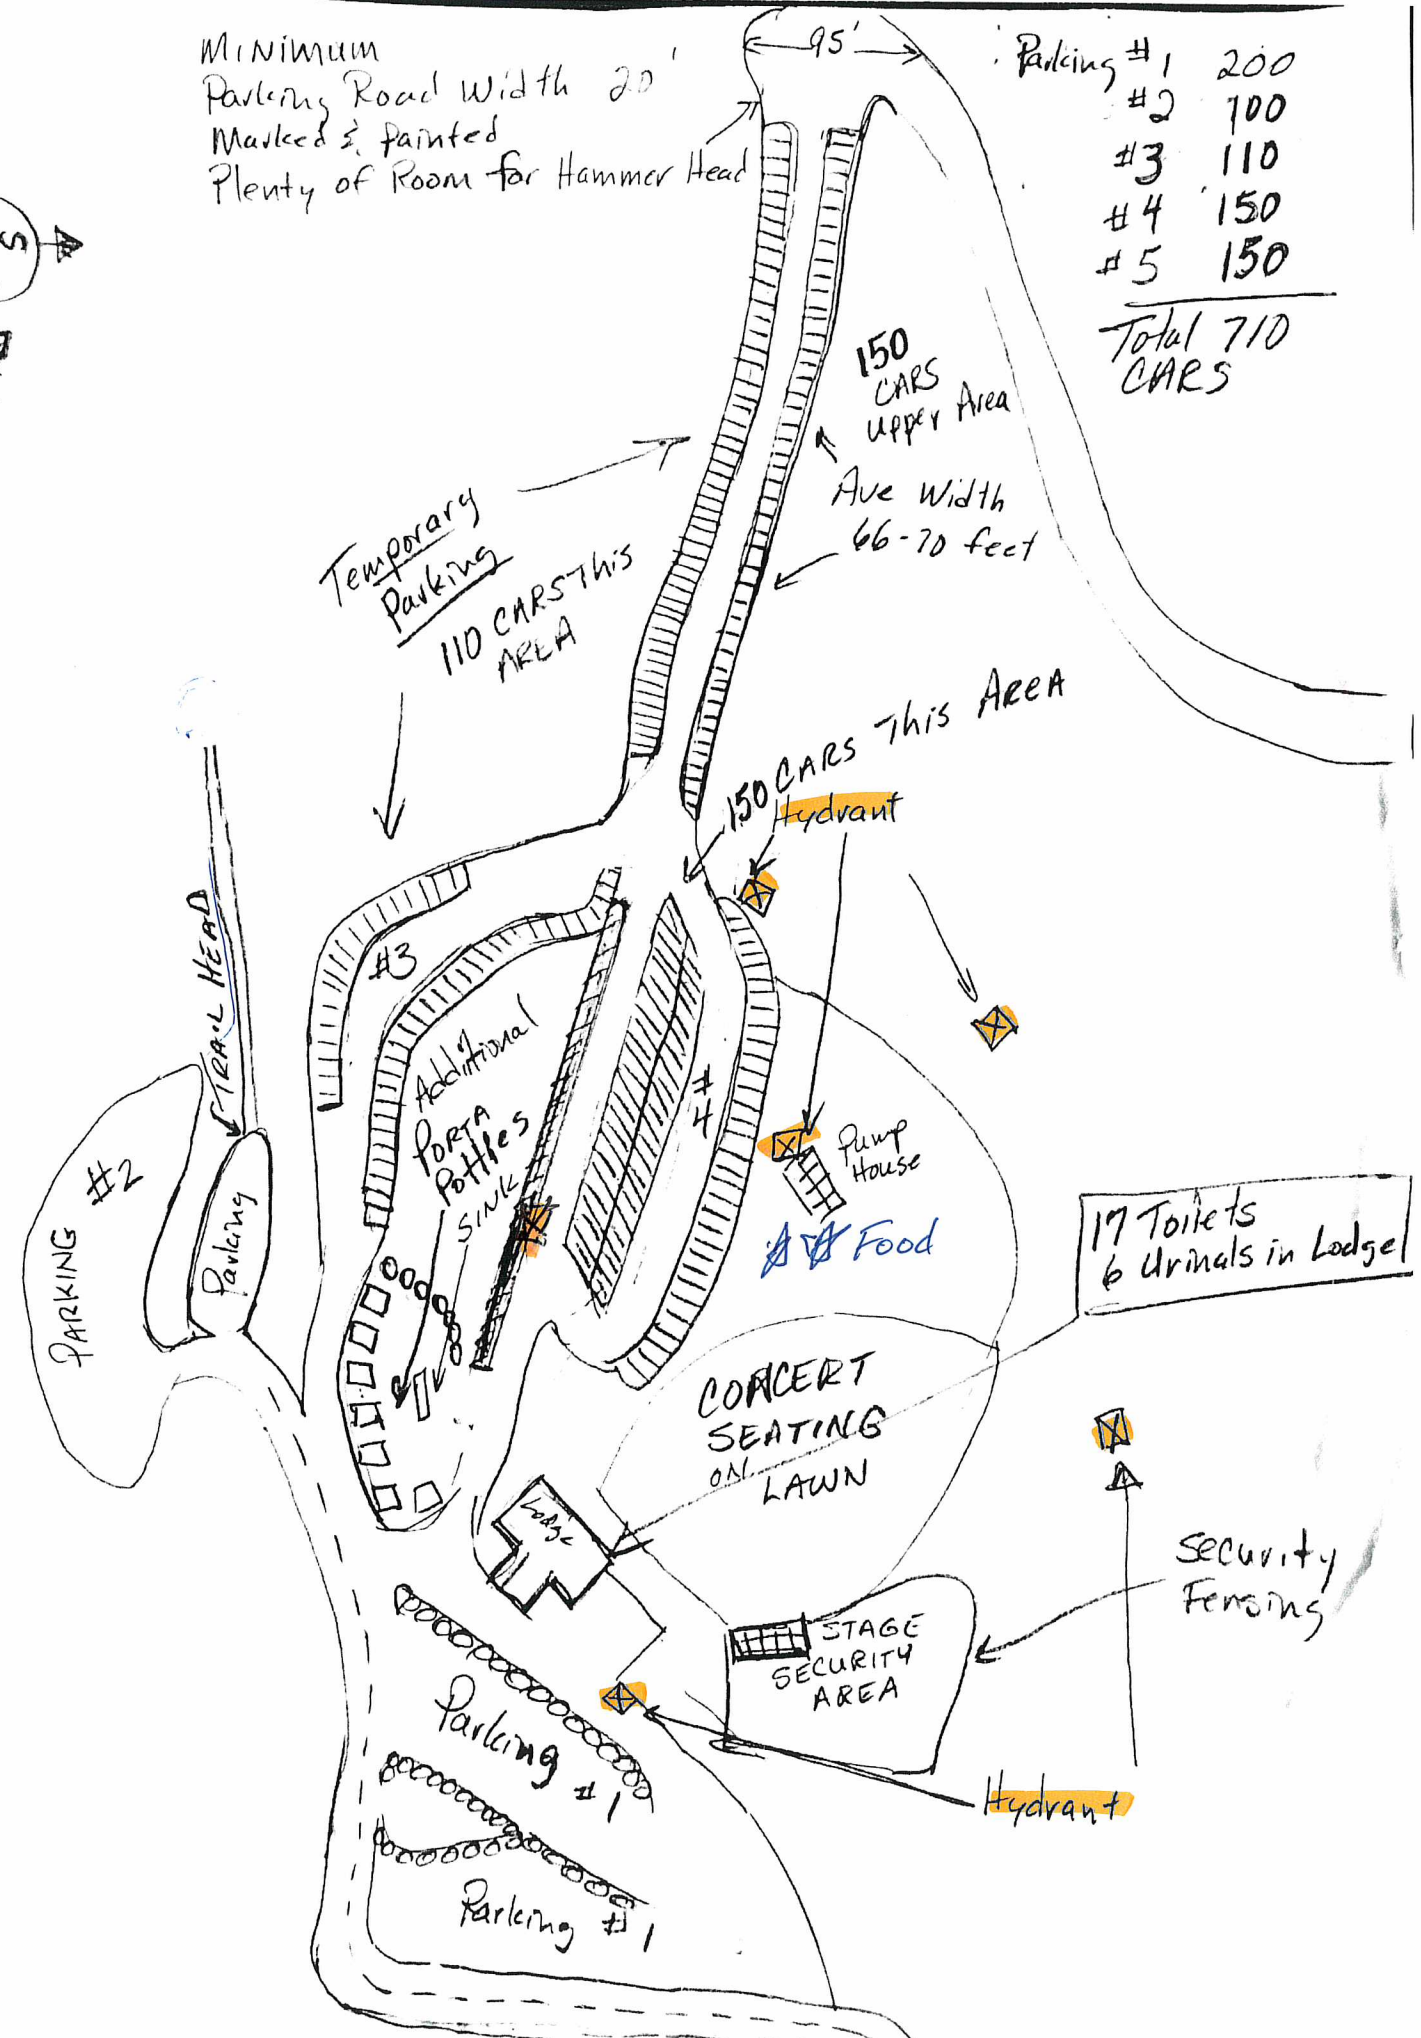 MINIMUM
Parking Road Width 20'
Marked & Painted
Plenty of Room for Hammer Head
95'
Parking #1 200
#2 100
#3 110
#4 150
#5 150
Total 710
CARS
S
150
CARS
Upper Area
Ave Width
66-70 feet
Temporary
Parking
110 CARS This
AREA
150 CARS This AREA
Hydrant
TRAIL HEAD
#3
Additional
PORTA
Potties
SINK
#4
Pump
House
Food
PARKING #2
Parking
17 Toilets
6 Urinals in Lodge
CONCERT
SEATING
ON
LAWN
Lodge
Security
Fencing
STAGE
SECURITY
AREA
Parking
#1
Hydrant
Parking #1